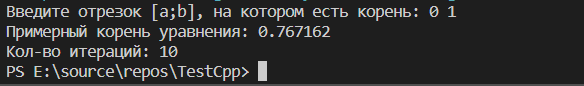 Введите отрезок [a;b], на котором есть корень: 0 1
Примерный корень уравнения: 0.767162
Кол-во итераций: 10
PS E:\source\repos\TestCpp>